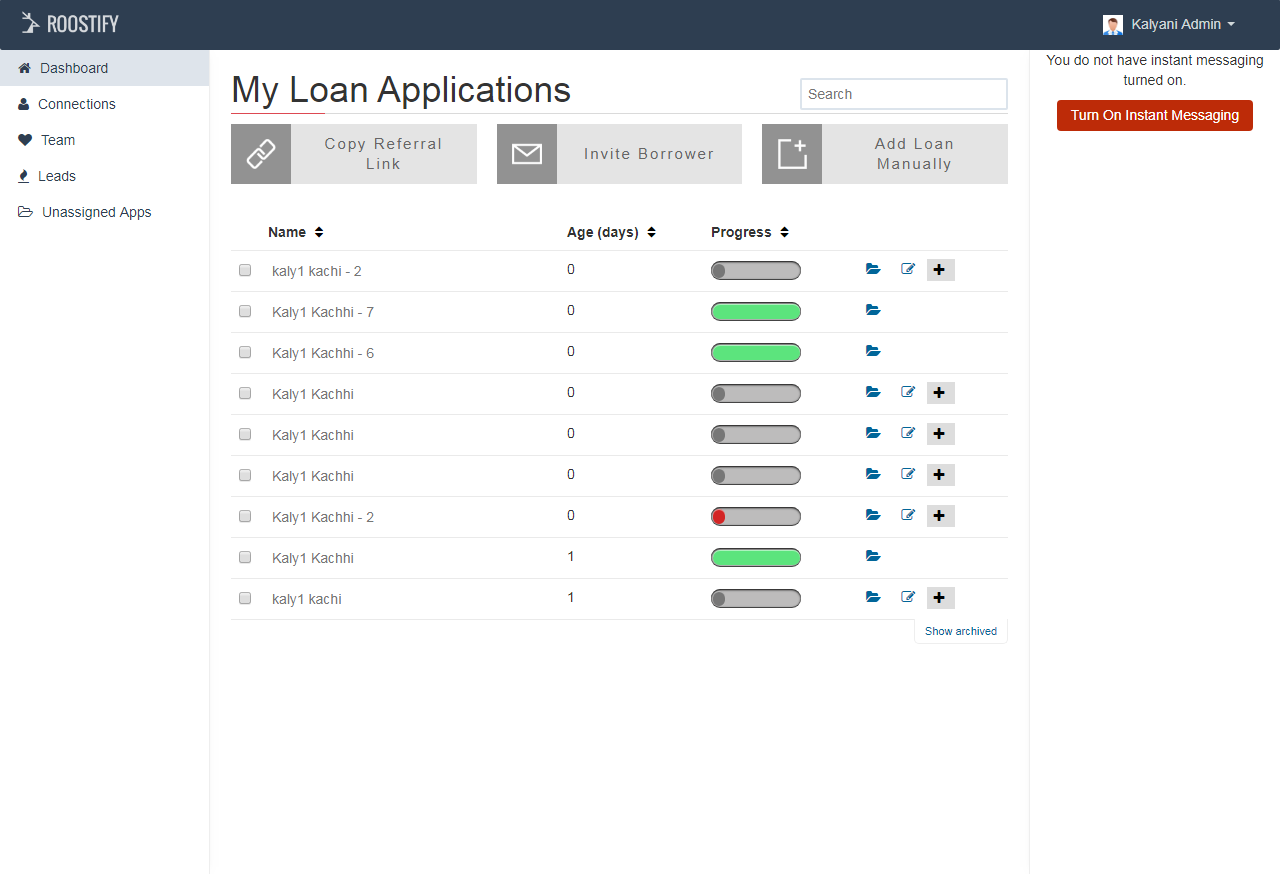 ROOSTIFY
Kalyani Admin
Dashboard
Connections
Team
Leads
Unassigned Apps
My Loan Applications
Search
Copy Referral
Link
Invite Borrower
Add Loan
Manually
Name Age (days) Progress
kaly1 kachi - 2 0
Kaly1 Kachhi - 7 0
Kaly1 Kachhi - 6 0
Kaly1 Kachhi 0
Kaly1 Kachhi 0
Kaly1 Kachhi 0
Kaly1 Kachhi - 2 0
Kaly1 Kachhi 1
kaly1 kachi 1
Show archived
You do not have instant messaging
turned on.
Turn On Instant Messaging